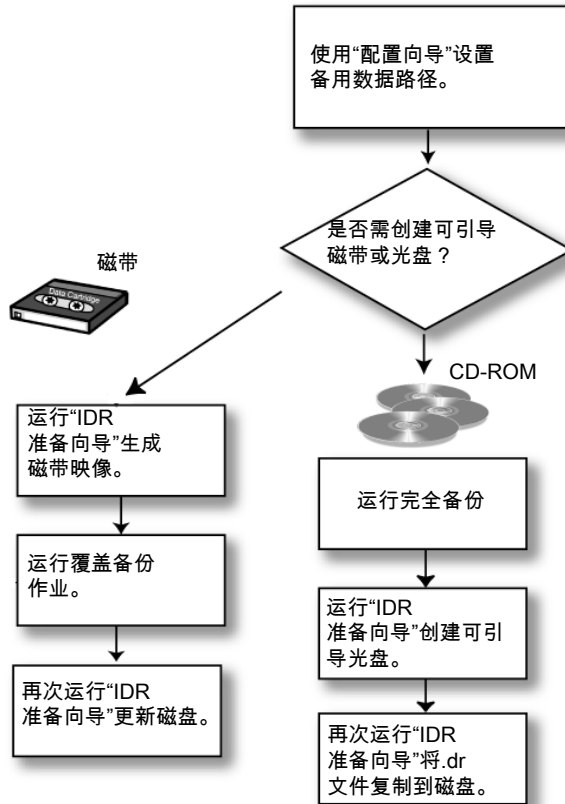 使用“配置向导”设置
备用数据路径。
是否需创建可引导
磁带或光盘？
磁带
Data Cartridge
CD-ROM
运行“IDR
准备向导”生成
磁带映像。
运行覆盖备份
作业。
再次运行“IDR
准备向导”更新磁盘。
运行完全备份
运行“IDR
准备向导”创建可引
导光盘。
再次运行“IDR
准备向导”将.dr
文件复制到磁盘。